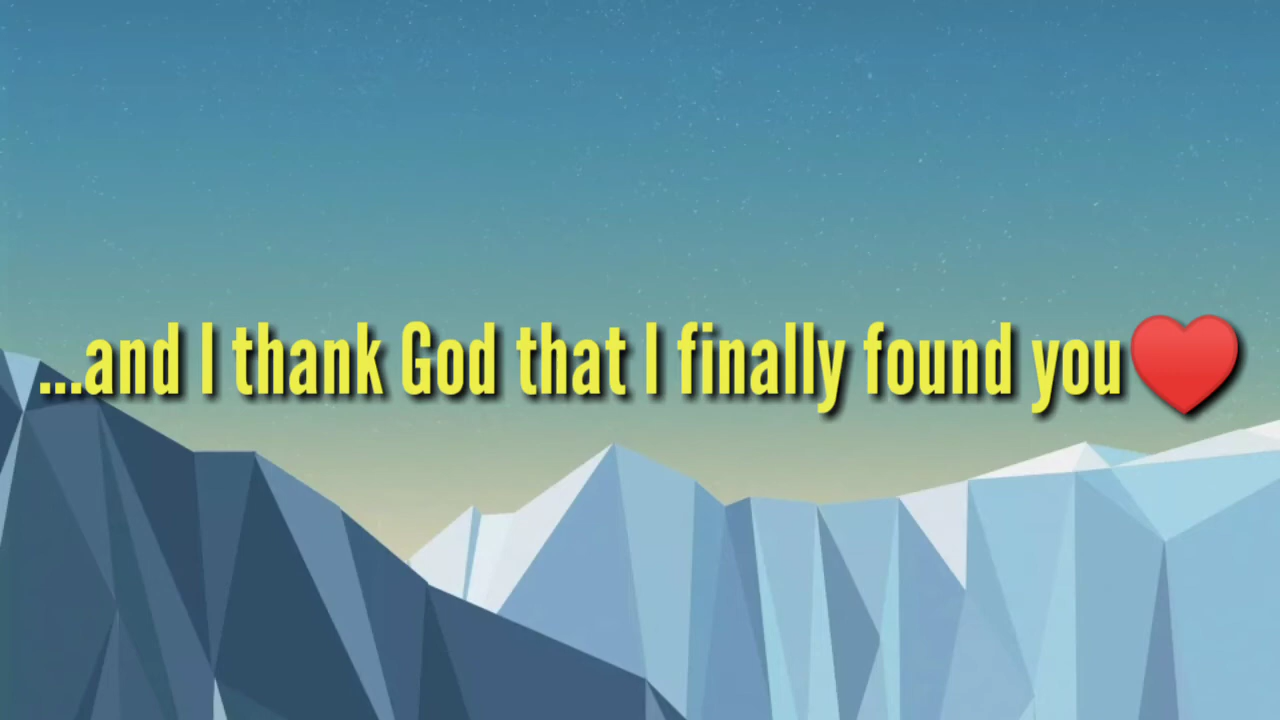 ...and I thank God that I finally found you❤️